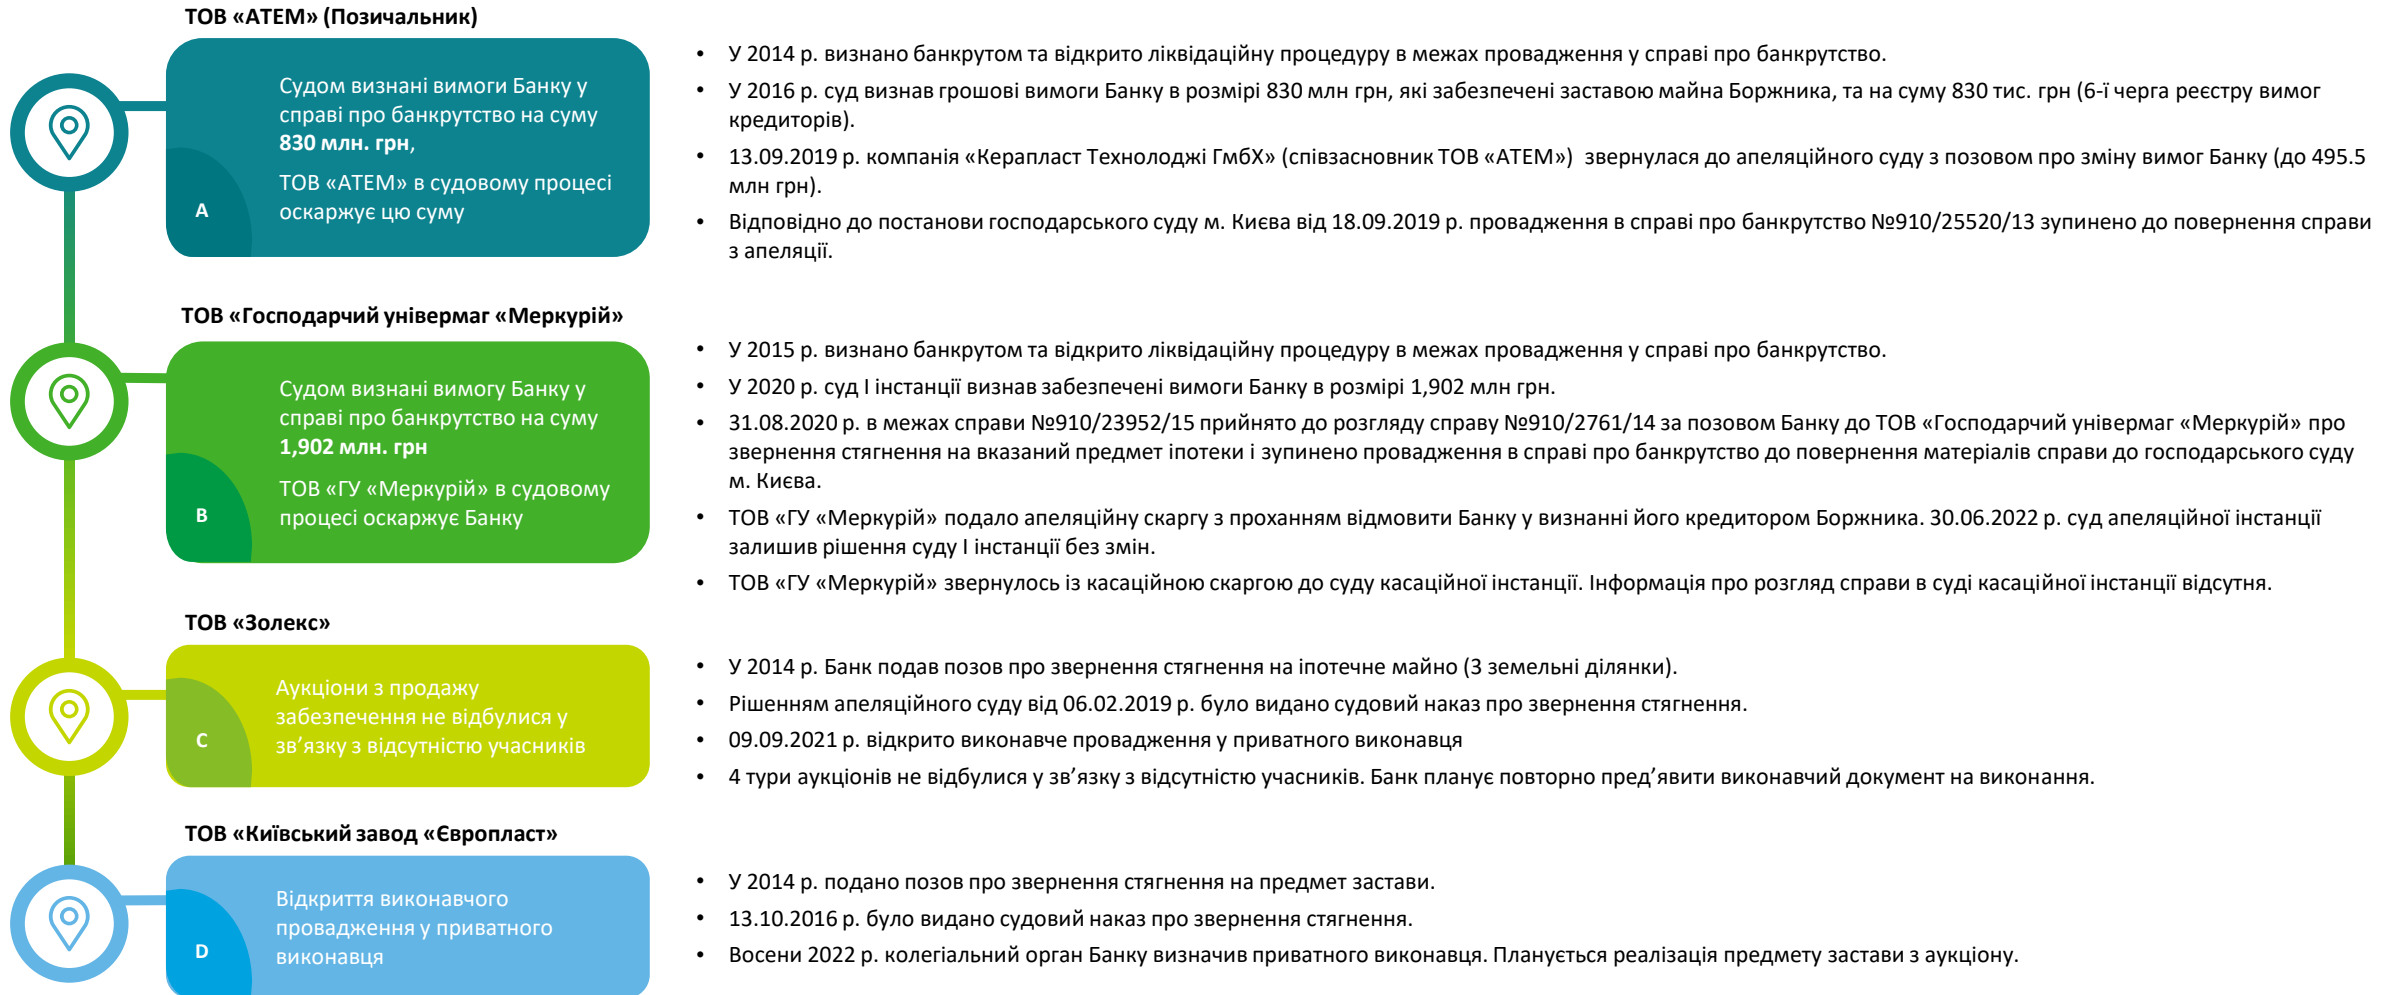 ТОВ «АТЕМ» (Позичальник)
Судом визнані вимоги Банку у
справі про банкрутство на суму
830 млн. грн,
ТОВ «АТЕМ» в судовому процесі
оскаржує цю суму
A
• У 2014 р. визнано банкрутом та відкрито ліквідаційну процедуру в межах провадження у справі про банкрутство.
• У 2016 р. суд визнав грошові вимоги Банку в розмірі 830 млн грн, які забезпечені заставою майна Боржника, та на суму 830 тис. грн (6-ї черга реєстру вимог
кредиторів).
• 13.09.2019 р. компанія «Керапласт Технолоджі ГмбХ» (співзасновник ТОВ «АТЕМ») звернулася до апеляційного суду з позовом про зміну вимог Банку (до 495.5
млн грн).
• Відповідно до постанови господарського суду м. Києва від 18.09.2019 р. провадження в справі про банкрутство №910/25520/13 зупинено до повернення справи
з апеляції.
ТОВ «Господарчий універмаг «Меркурій»
Судом визнані вимогу Банку у
справі про банкрутство на суму
1,902 млн. грн
ТОВ «ГУ «Меркурій» в судовому
процесі оскаржує Банку
B
• У 2015 р. визнано банкрутом та відкрито ліквідаційну процедуру в межах провадження у справі про банкрутство.
• У 2020 р. суд І інстанції визнав забезпечені вимоги Банку в розмірі 1,902 млн грн.
• 31.08.2020 р. в межах справи №910/23952/15 прийнято до розгляду справу №910/2761/14 за позовом Банку до ТОВ «Господарчий універмаг «Меркурій» про
звернення стягнення на вказаний предмет іпотеки і зупинено провадження в справі про банкрутство до повернення матеріалів справи до господарського суду
м. Києва.
• ТОВ «ГУ «Меркурій» подало апеляційну скаргу з проханням відмовити Банку у визнанні його кредитором Боржника. 30.06.2022 р. суд апеляційної інстанції
залишив рішення суду І інстанції без змін.
• ТОВ «ГУ «Меркурій» звернулось із касаційною скаргою до суду касаційної інстанції. Інформація про розгляд справи в суді касаційної інстанції відсутня.
ТОВ «Золекс»
Аукціони з продажу
забезпечення не відбулися у
зв’язку з відсутністю учасників
C
• У 2014 р. Банк подав позов про звернення стягнення на іпотечне майно (3 земельні ділянки).
• Рішенням апеляційного суду від 06.02.2019 р. було видано судовий наказ про звернення стягнення.
• 09.09.2021 р. відкрито виконавче провадження у приватного виконавця
• 4 тури аукціонів не відбулися у зв’язку з відсутністю учасників. Банк планує повторно пред’явити виконавчий документ на виконання.
ТОВ «Київський завод «Європласт»
Відкриття виконавчого
провадження у приватного
виконавця
D
• У 2014 р. подано позов про звернення стягнення на предмет застави.
• 13.10.2016 р. було видано судовий наказ про звернення стягнення.
• Восени 2022 р. колегіальний орган Банку визначив приватного виконавця. Планується реалізація предмету застави з аукціону.